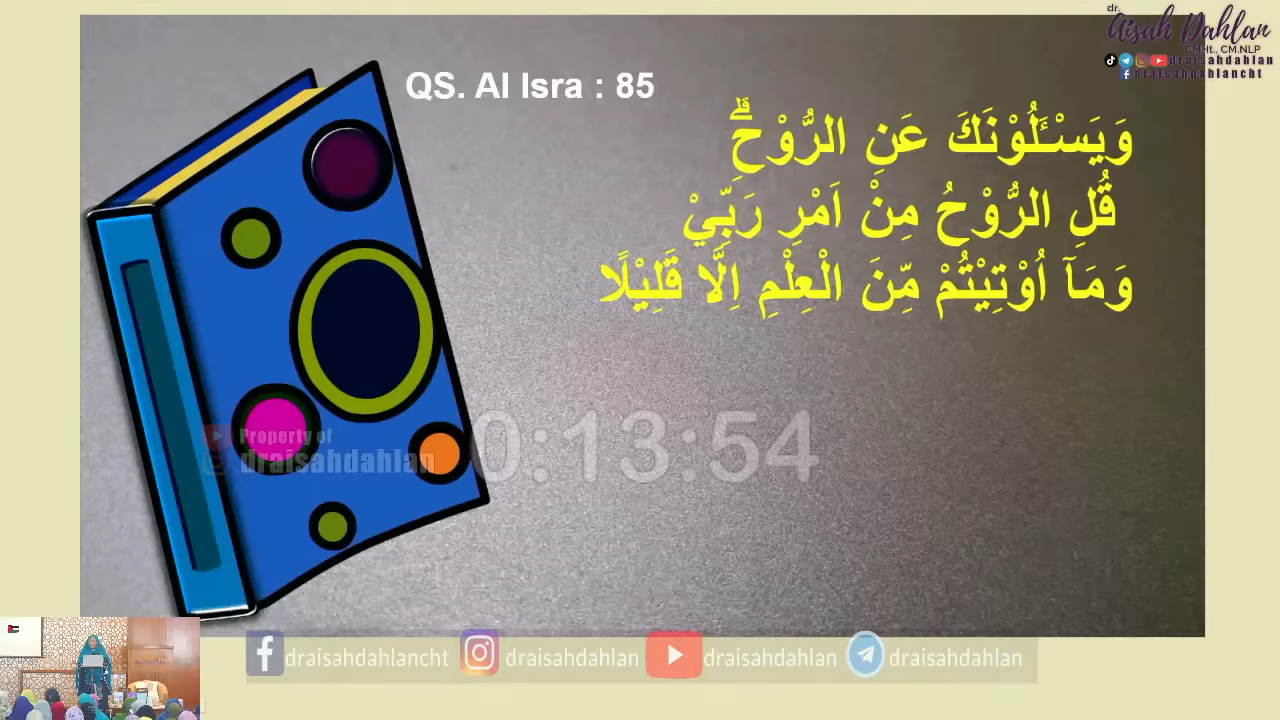 dr.
Aisah Dahlan
CMHt., CM.NLP
draisahdahlan
draisahdahlancht
QS. Al Isra : 85
وَيَسْـَٔلُوْنَكَ عَنِ الرُّوْحِۗ
قُلِ الرُّوْحُ مِنْ اَمْرِ رَبِّيْ
وَمَآ اُوْتِيْتُمْ مِّنَ الْعِلْمِ اِلَّا قَلِيْلًا
0:13:54
Property of
draisahdahlan
draisahdahlancht
draisahdahlan
draisahdahlan
draisahdahlan